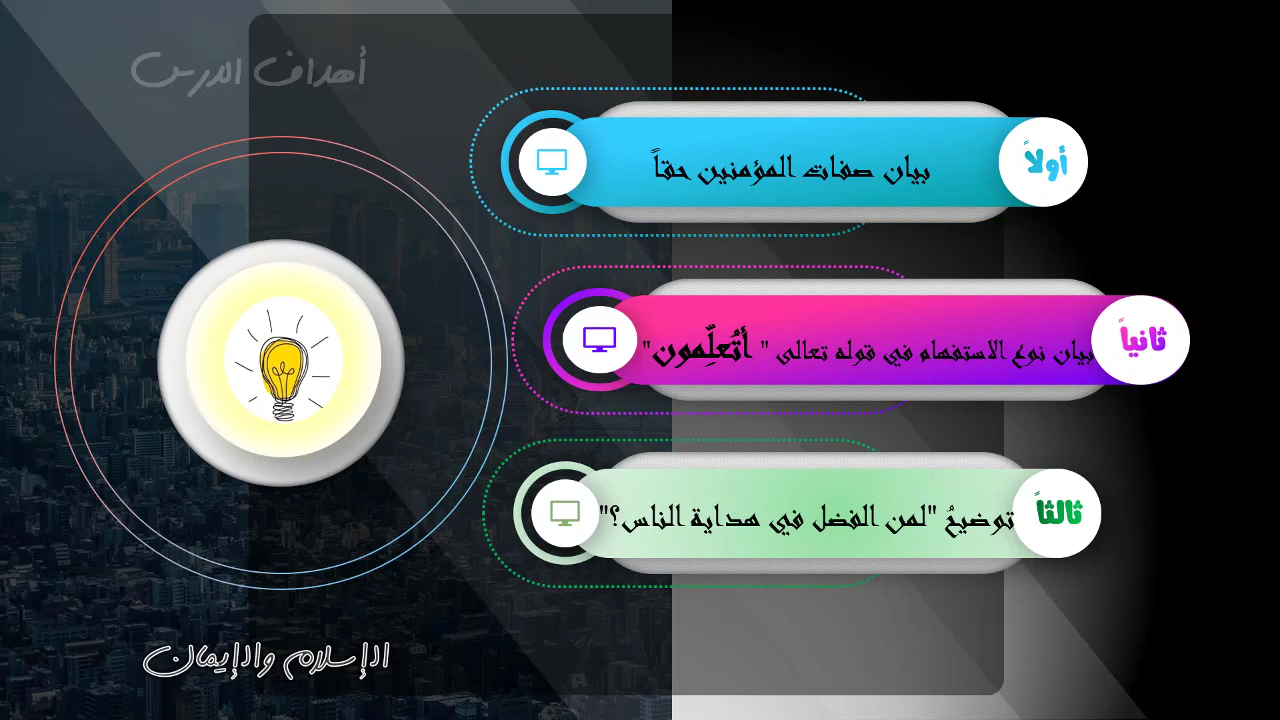 أهداف الدرس
أولاً
بيان صفات المؤمنين حقاً
ثانياً
بيان نوع الاستفهام في قوله تعالى " أَتُعلِّمون"
ثالثاً
توضيحُ "لمن الفضل في هداية الناس؟"
الإسلام والإيمان